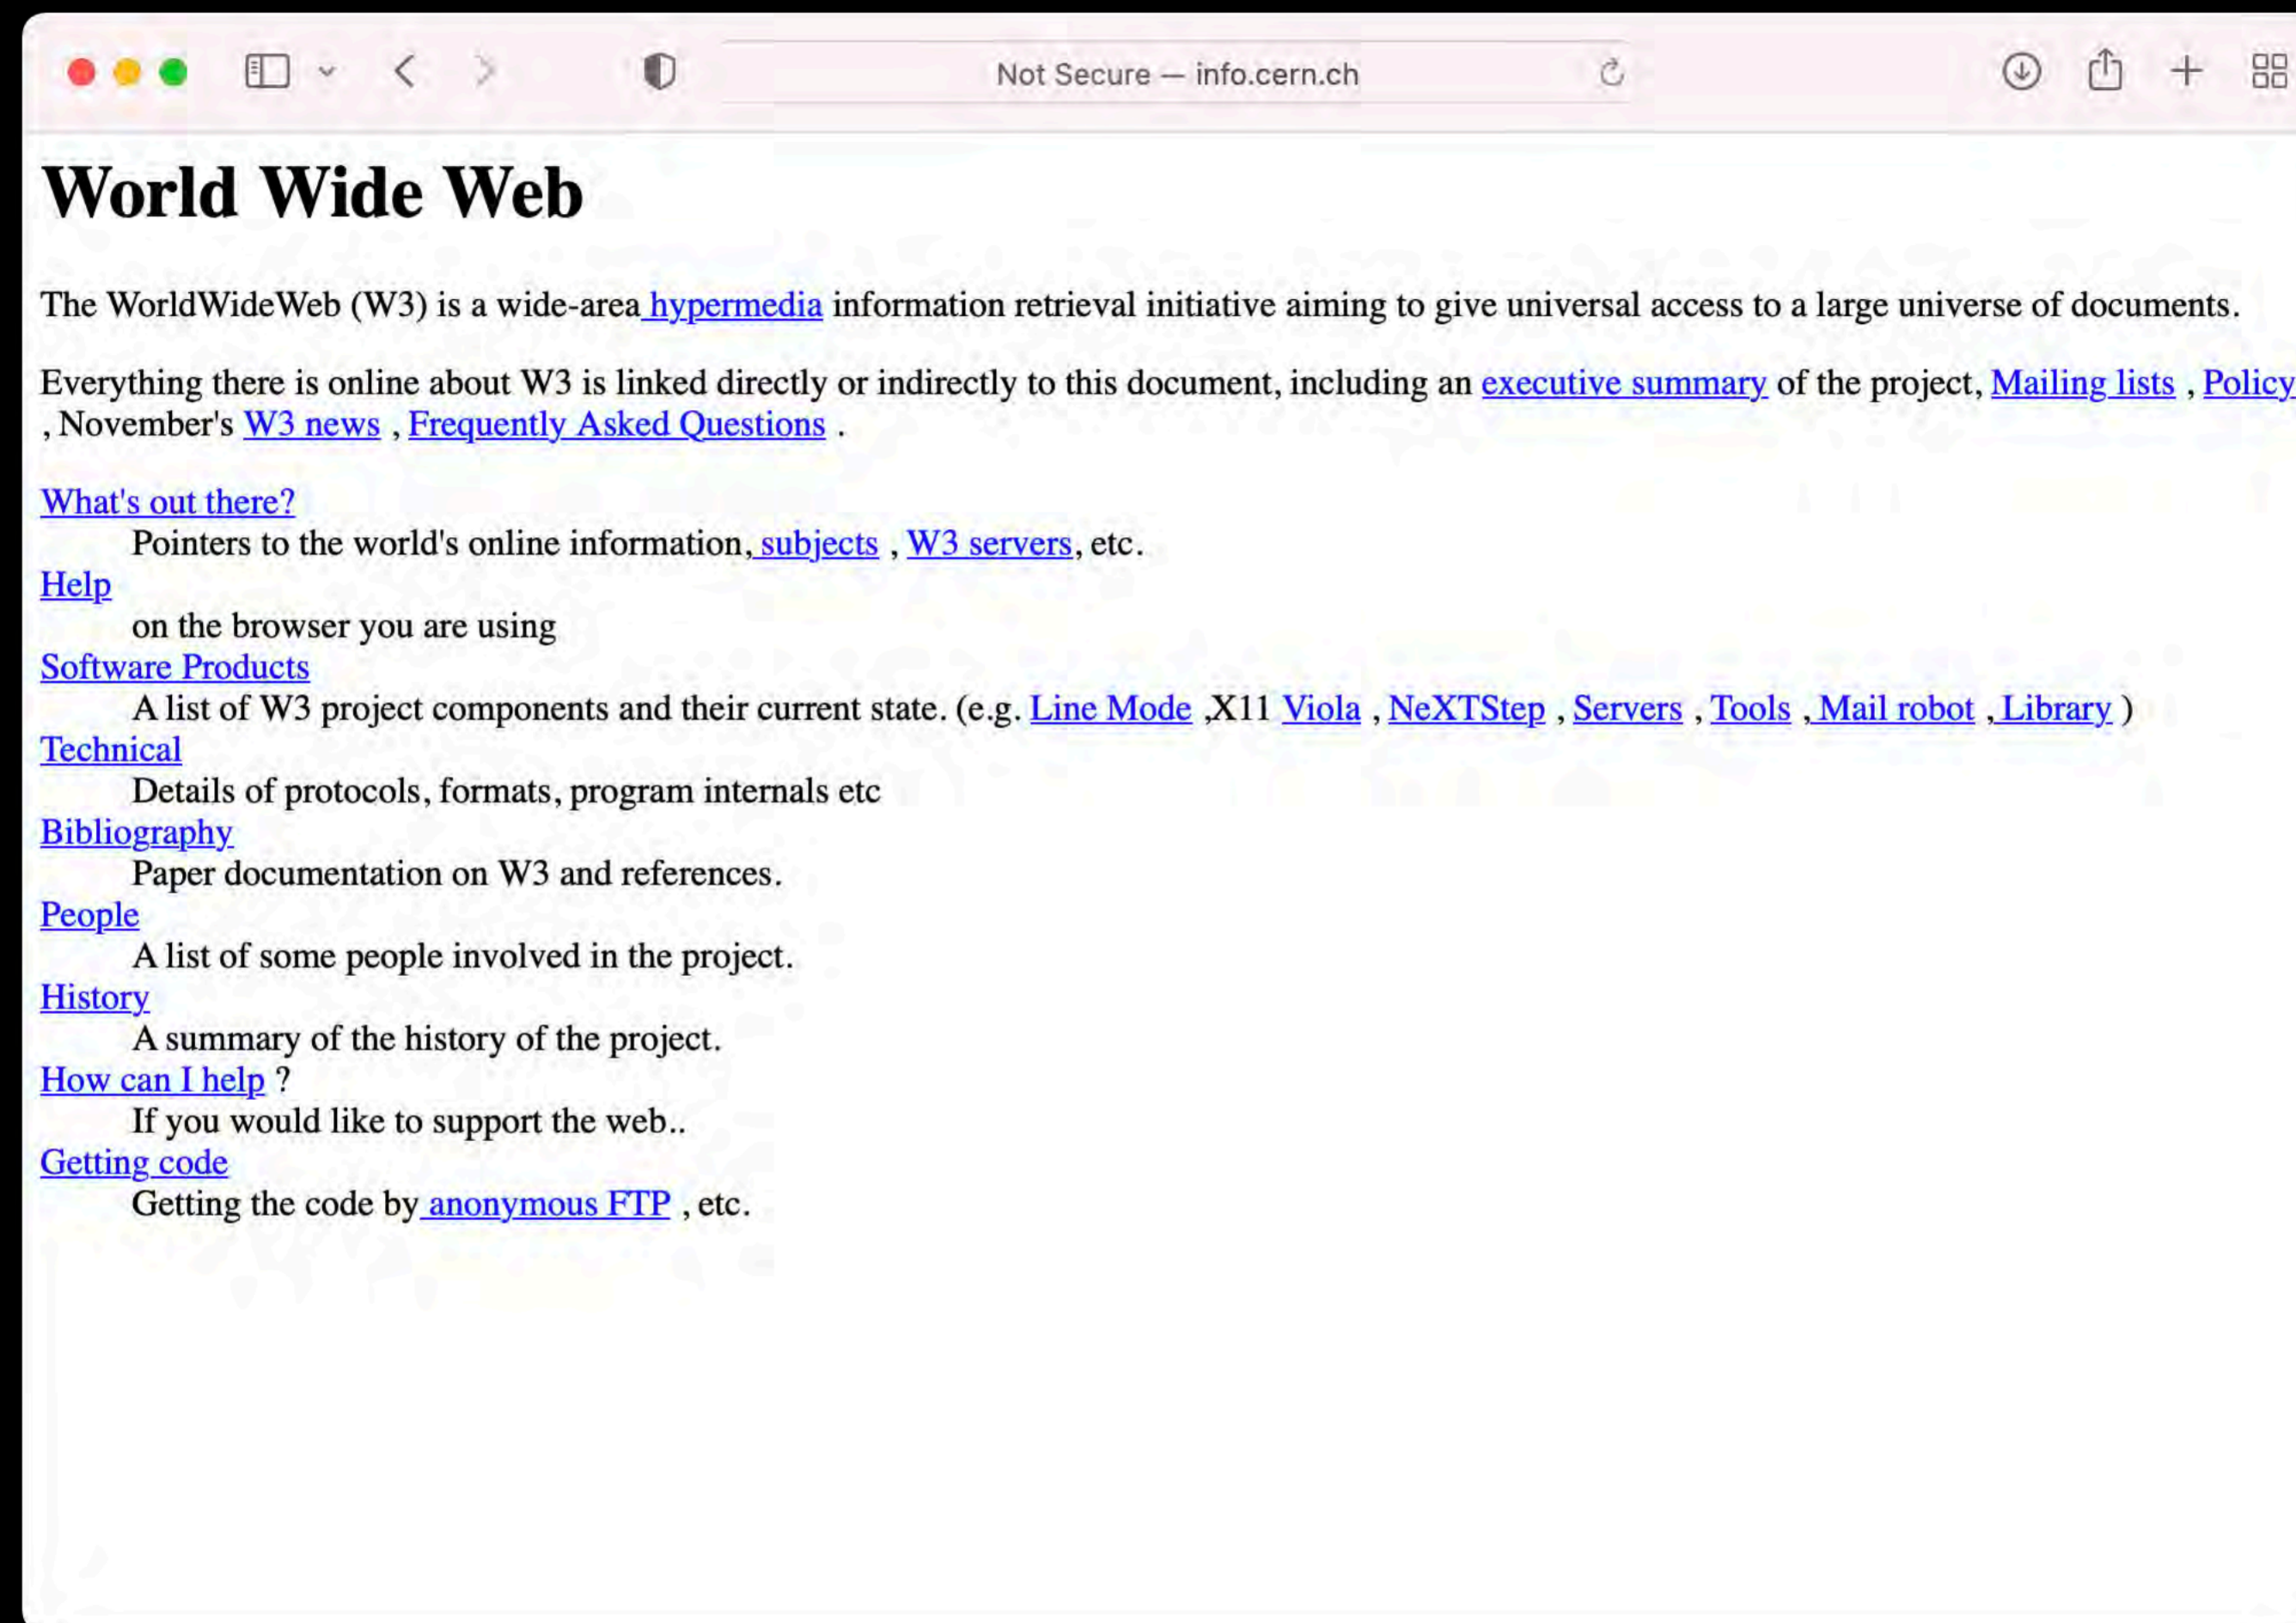 Not Secure — info.cern.ch
World Wide Web
The WorldWideWeb (W3) is a wide-area hypermedia information retrieval initiative aiming to give universal access to a large universe of documents.
Everything there is online about W3 is linked directly or indirectly to this document, including an executive summary of the project, Mailing lists , Policy
, November's W3 news , Frequently Asked Questions .
What's out there?
Pointers to the world's online information, subjects , W3 servers, etc.
Help
on the browser you are using
Software Products
A list of W3 project components and their current state. (e.g. Line Mode ,X11 Viola , NeXTStep , Servers , Tools , Mail robot , Library )
Technical
Details of protocols, formats, program internals etc
Bibliography
Paper documentation on W3 and references.
People
A list of some people involved in the project.
History
A summary of the history of the project.
How can I help ?
If you would like to support the web..
Getting code
Getting the code by anonymous FTP , etc.